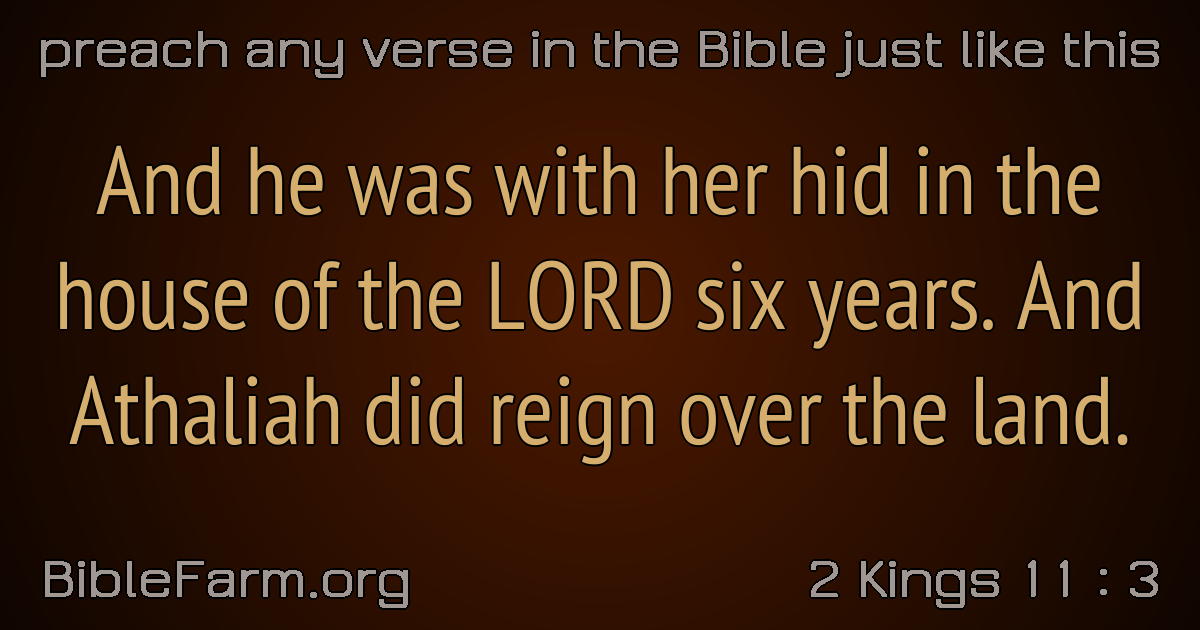 preach any verse in the Bible just like this
And he was with her hid in the
house of the LORD six years. And
Athaliah did reign over the land.
BibleFarm.org
2 Kings 11 : 3